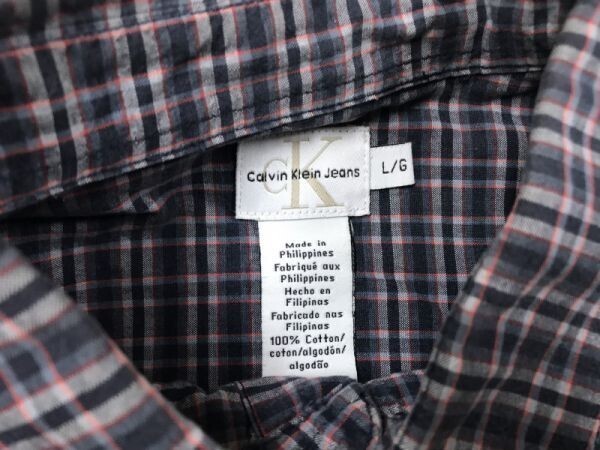 CK
Calvin Klein Jeans
L/G
Made in
Philippines
Fabriqué aux
Philippines
Hecho en
Filipinas
Fabricado nas
Filipinas
100% Cotton/
coton/algodón/
algodão